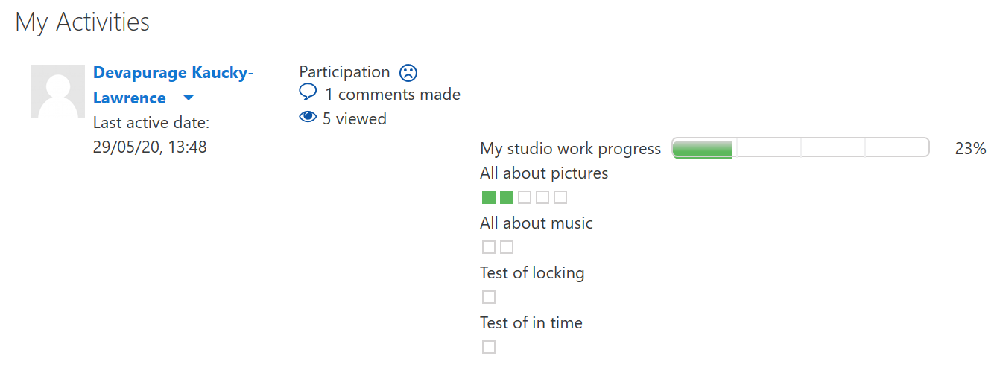 My Activities
Devapurage Kaucky-
Lawrence
Last active date:
29/05/20, 13:48
Participation
1 comments made
5 viewed
My studio work progress 23%
All about pictures
All about music
Test of locking
Test of in time